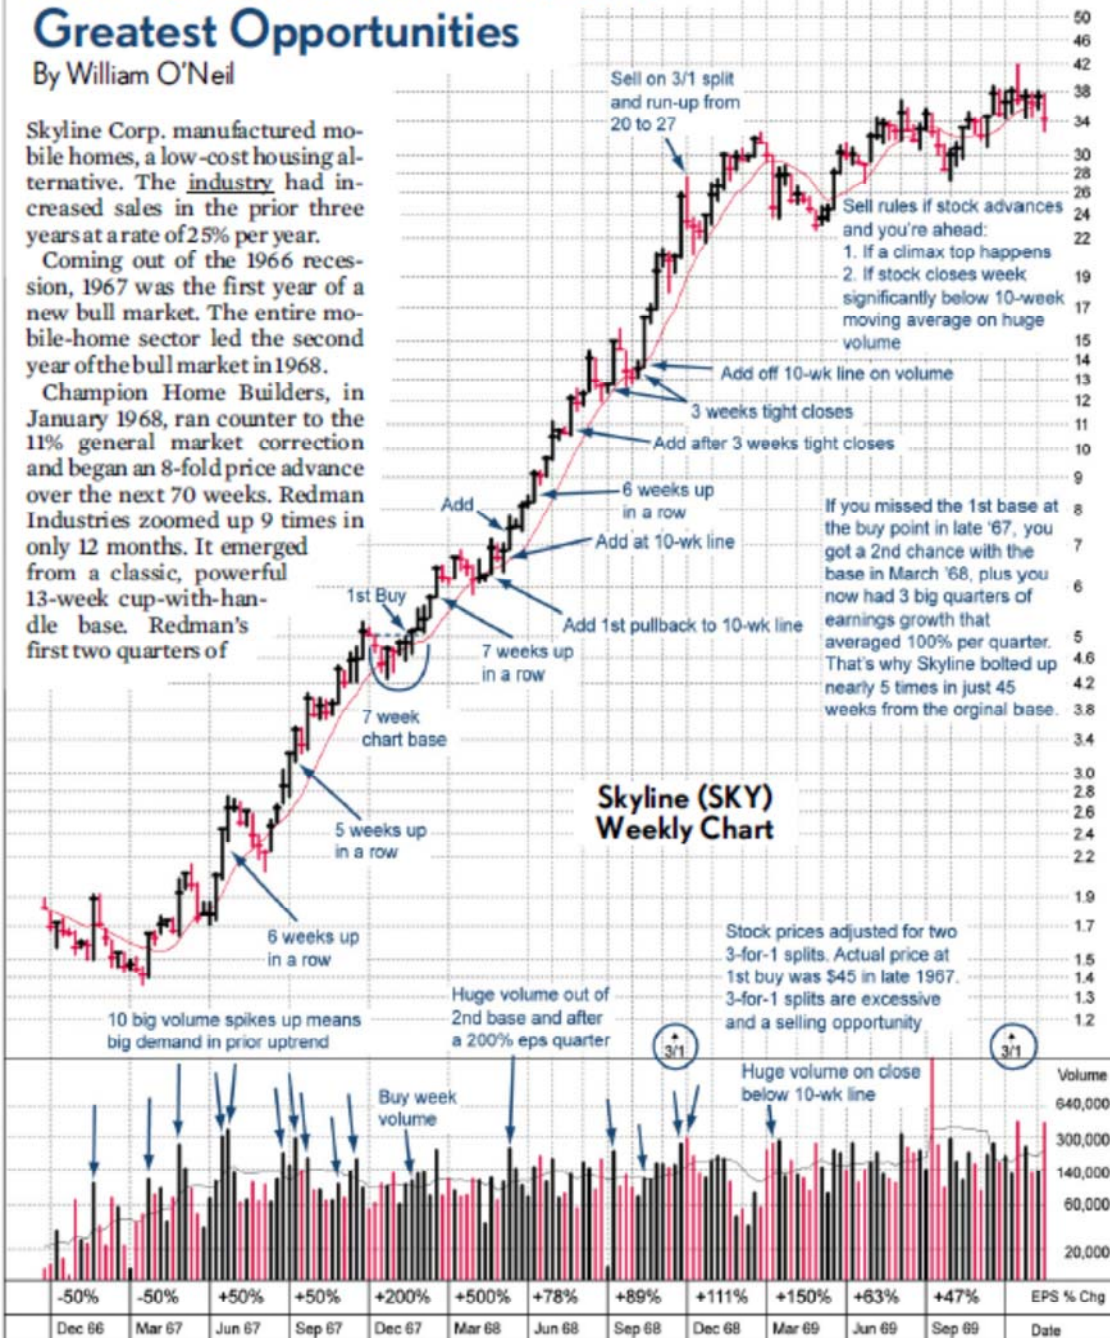 Greatest Opportunities
By William O'Neil
Skyline Corp. manufactured mo-
bile homes, a low-cost housing al-
ternative. The industry had in-
creased sales in the prior three
years at a rate of 25% per year.
Coming out of the 1966 reces-
sion, 1967 was the first year of a
new bull market. The entire mo-
bile-home sector led the second
year of the bull market in 1968.
Champion Home Builders, in
January 1968, ran counter to the
11% general market correction
and began an 8-fold price advance
over the next 70 weeks. Redman
Industries zoomed up 9 times in
only 12 months. It emerged
from a classic, powerful
13-week cup-with-han-
dle base. Redman's
first two quarters of
Sell on 3/1 split
and run-up from
20 to 27
Sell rules if stock advances
and you're ahead:
1. If a climax top happens
2. If stock closes week
significantly below 10-week
moving average on huge
volume
Add off 10-wk line on volume
3 weeks tight closes
Add after 3 weeks tight closes
6 weeks up
in a row
Add
Add at 10-wk line
1st Buy
Add 1st pullback to 10-wk line
7 weeks up
in a row
7 week
chart base
If you missed the 1st base at
the buy point in late '67, you
got a 2nd chance with the
base in March '68, plus you
now had 3 big quarters of
earnings growth that
averaged 100% per quarter.
That's why Skyline bolted up
nearly 5 times in just 45
weeks from the orginal base.
Skyline (SKY)
Weekly Chart
5 weeks up
in a row
6 weeks up
in a row
Stock prices adjusted for two
3-for-1 splits. Actual price at
1st buy was $45 in late 1967.
3-for-1 splits are excessive
and a selling opportunity
10 big volume spikes up means
big demand in prior uptrend
Huge volume out of
2nd base and after
a 200% eps quarter
3/1
3/1
Buy week
volume
Huge volume on close
below 10-wk line
50
46
42
38
34
30
28
26
24
22
19
17
15
14
13
12
11
10
9
8
7
6
5
4.6
4.2
3.8
3.4
3.0
2.8
2.6
2.4
2.2
1.9
1.7
1.5
1.4
1.3
1.2
Volume
640,000
300,000
140,000
60,000
20,000
-50% -50% +50% +50% +200% +500% +78% +89% +111% +150% +63% +47% EPS % Chg
Dec 66 Mar 67 Jun 67 Sep 67 Dec 67 Mar 68 Jun 68 Sep 68 Dec 68 Mar 69 Jun 69 Sep 69 Date